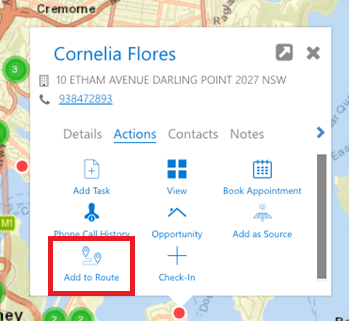 Cremorne
3
Cornelia Flores
10 ETHAM AVENUE DARLING POINT 2027 NSW
938472893
Details Actions Contacts Notes
Add Task View Book Appointment
Phone Call History Opportunity Add as Source
Add to Route Check-In
M1
2 2